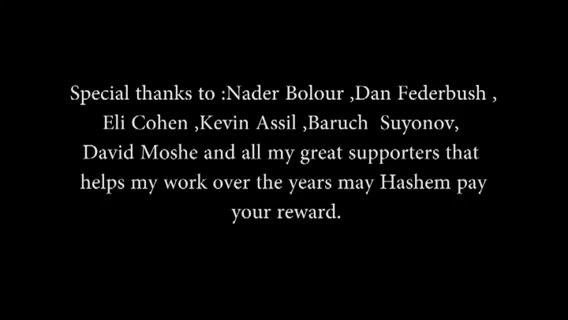 Special thanks to :Nader Bolour ,Dan Federbush ,
Eli Cohen ,Kevin Assil ,Baruch  Suyonov,
David Moshe and all my great supporters that
helps my work over the years may Hashem pay
your reward.